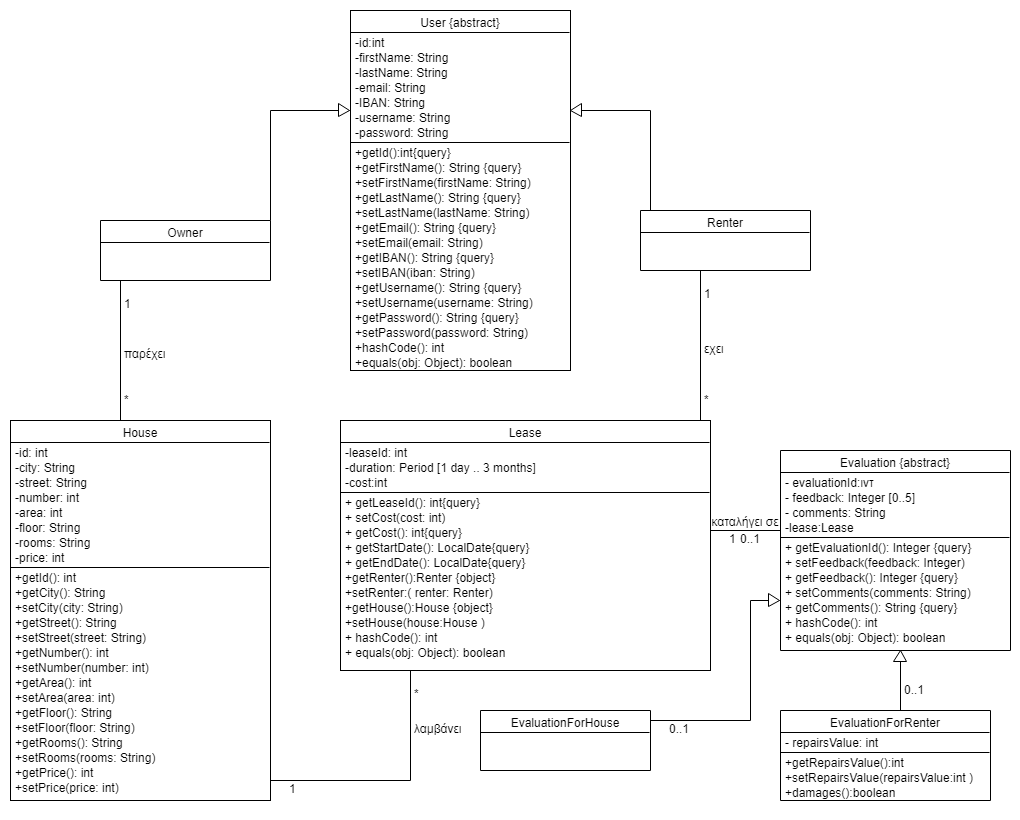 User {abstract}
-id:int
-firstName: String
-lastName: String
-email: String
-IBAN: String
-username: String
-password: String
+getId():int{query}
+getFirstName(): String {query}
+setFirstName(firstName: String)
+getLastName(): String {query}
+setLastName(lastName: String)
+getEmail(): String {query}
+setEmail(email: String)
+getIBAN(): String {query}
+setIBAN(iban: String)
+getUsername(): String {query}
+setUsername(username: String)
+getPassword(): String {query}
+setPassword(password: String)
+hashCode(): int
+equals(obj: Object): boolean
Owner
Renter
1
παρέχει
*
1
εχει
*
House
-id: int
-city: String
-street: String
-number: int
-area: int
-floor: String
-rooms: String
-price: int
+getId(): int
+getCity(): String
+setCity(city: String)
+getStreet(): String
+setStreet(street: String)
+getNumber(): int
+setNumber(number: int)
+getArea(): int
+setArea(area: int)
+getFloor(): String
+setFloor(floor: String)
+getRooms(): String
+setRooms(rooms: String)
+getPrice(): int
+setPrice(price: int)
Lease
-leaseId: int
-duration: Period [1 day .. 3 months]
-cost:int
+ getLeaseId(): int{query}
+ setCost(cost: int)
+ getCost(): int{query}
+ getStartDate(): LocalDate{query}
+ getEndDate(): LocalDate{query}
+getRenter():Renter {object}
+setRenter:( renter: Renter)
+getHouse():House {object}
+setHouse(house:House )
+ hashCode(): int
+ equals(obj: Object): boolean
καταλήγει σε
1 0..1
Evaluation {abstract}
- evaluationId:ιντ
- feedback: Integer [0..5]
- comments: String
-lease:Lease
+ getEvaluationId(): Integer {query}
+ setFeedback(feedback: Integer)
+ getFeedback(): Integer {query}
+ setComments(comments: String)
+ getComments(): String {query}
+ hashCode(): int
+ equals(obj: Object): boolean
*
λαμβάνει
1
EvaluationForHouse
0..1
0..1
EvaluationForRenter
- repairsValue: int
+getRepairsValue():int
+setRepairsValue(repairsValue:int )
+damages():boolean